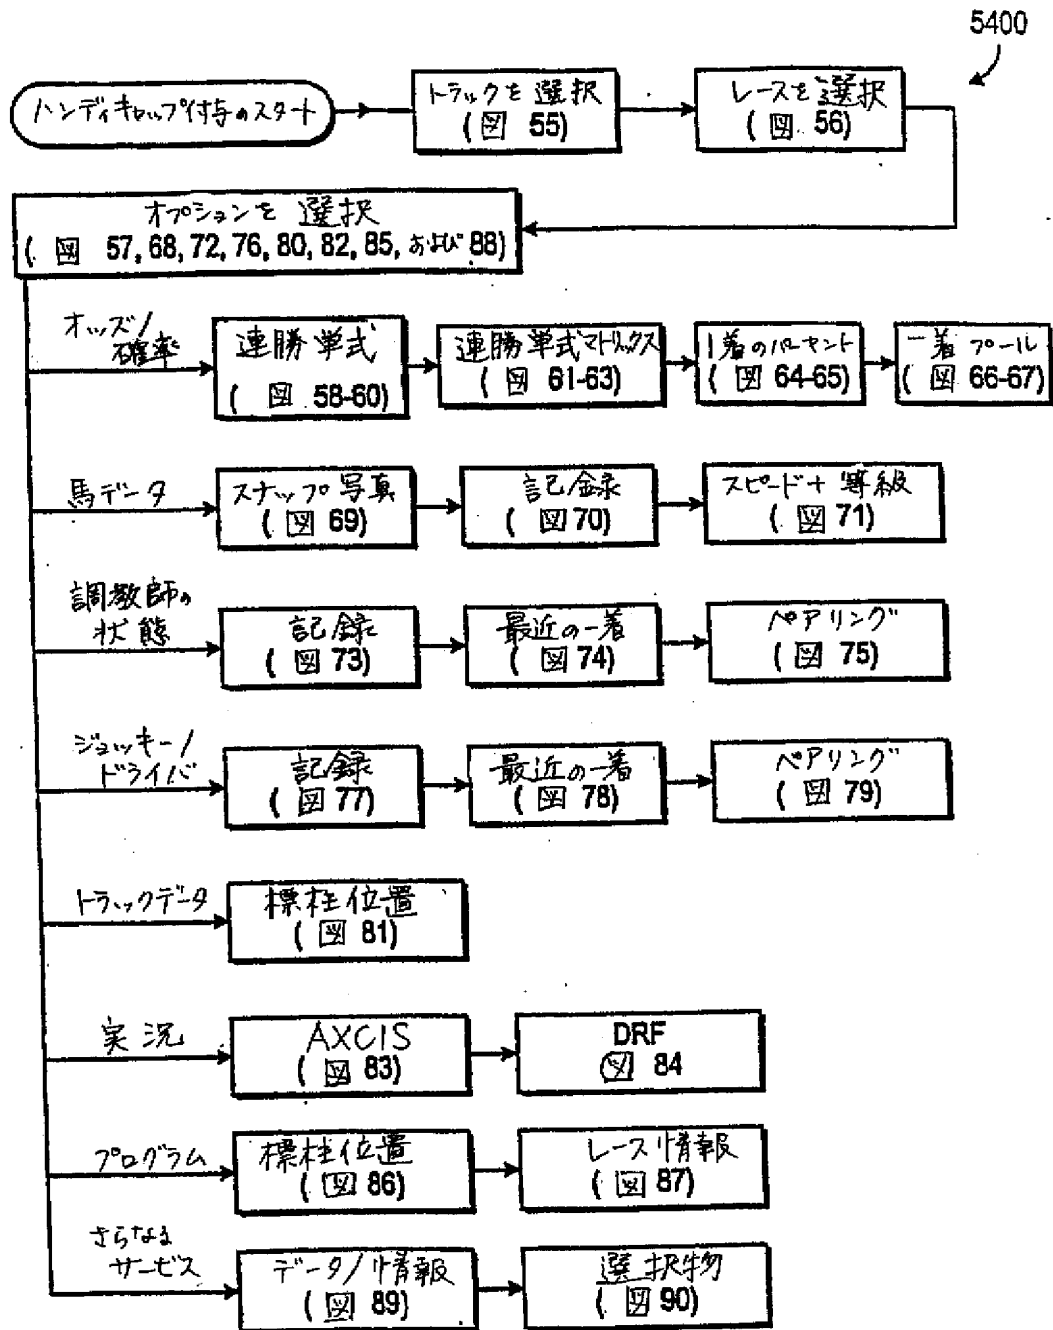 5400
ハンディキャップ付与のスタート
トラックを選択
(図 55)
レースを選択
(図 56)
オプションを選択
(図 57, 68, 72, 76, 80, 82, 85, および 88)
オッズ/
確率
連勝単式
(図 58-60)
連勝単式マトリックス
(図 61-63)
1着のパーセント
(図 64-65)
一着プール
(図 66-67)
馬データ
スナップ写真
(図 69)
記録
(図 70)
スピード+等級
(図 71)
調教師の
状態
記録
(図 73)
最近の一着
(図 74)
ペアリング
(図 75)
ジョッキー/
ドライバ
記録
(図 77)
最近の一着
(図 78)
ペアリング
(図 79)
トラックデータ
標柱位置
(図 81)
実況
AXCIS
(図 83)
DRF
(図) 84
プログラム
標柱位置
(図 86)
レース情報
(図 87)
さらなる
サービス
データ/情報
(図 89)
選択物
(図 90)